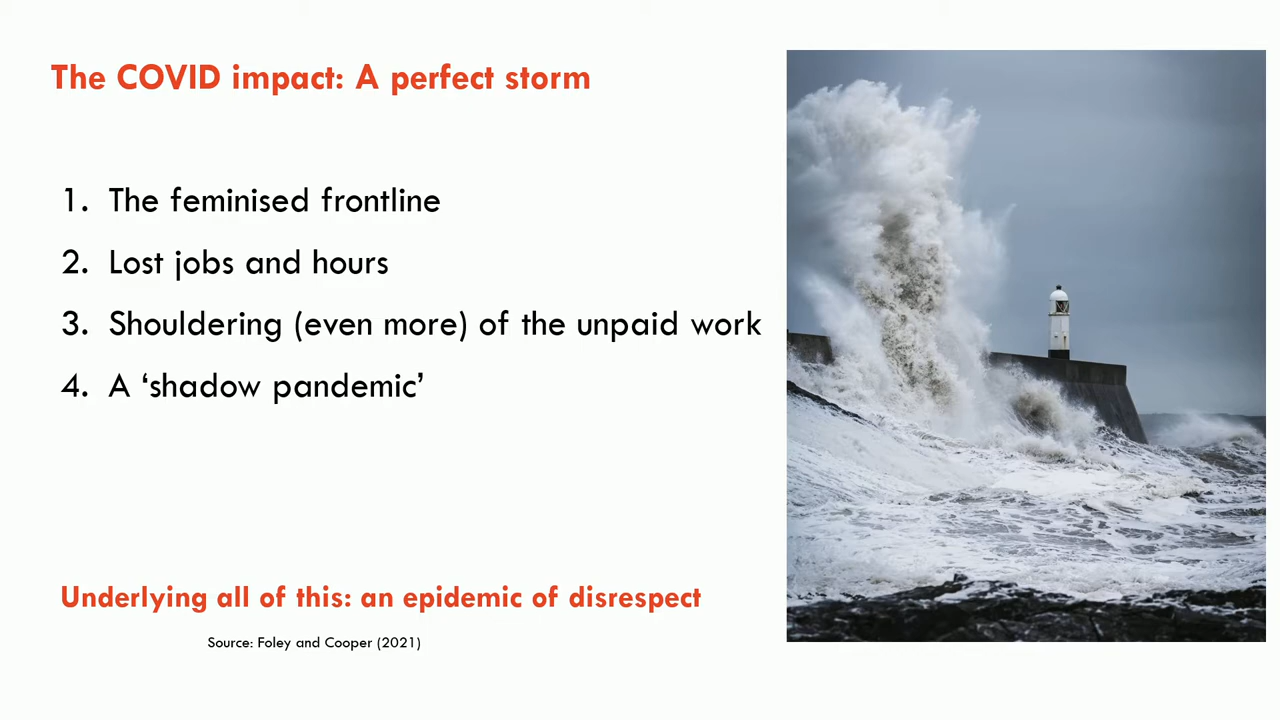 The COVID impact: A perfect storm
1. The feminised frontline
2. Lost jobs and hours
3. Shouldering (even more) of the unpaid work
4. A ‘shadow pandemic’
Underlying all of this: an epidemic of disrespect
Source: Foley and Cooper (2021)